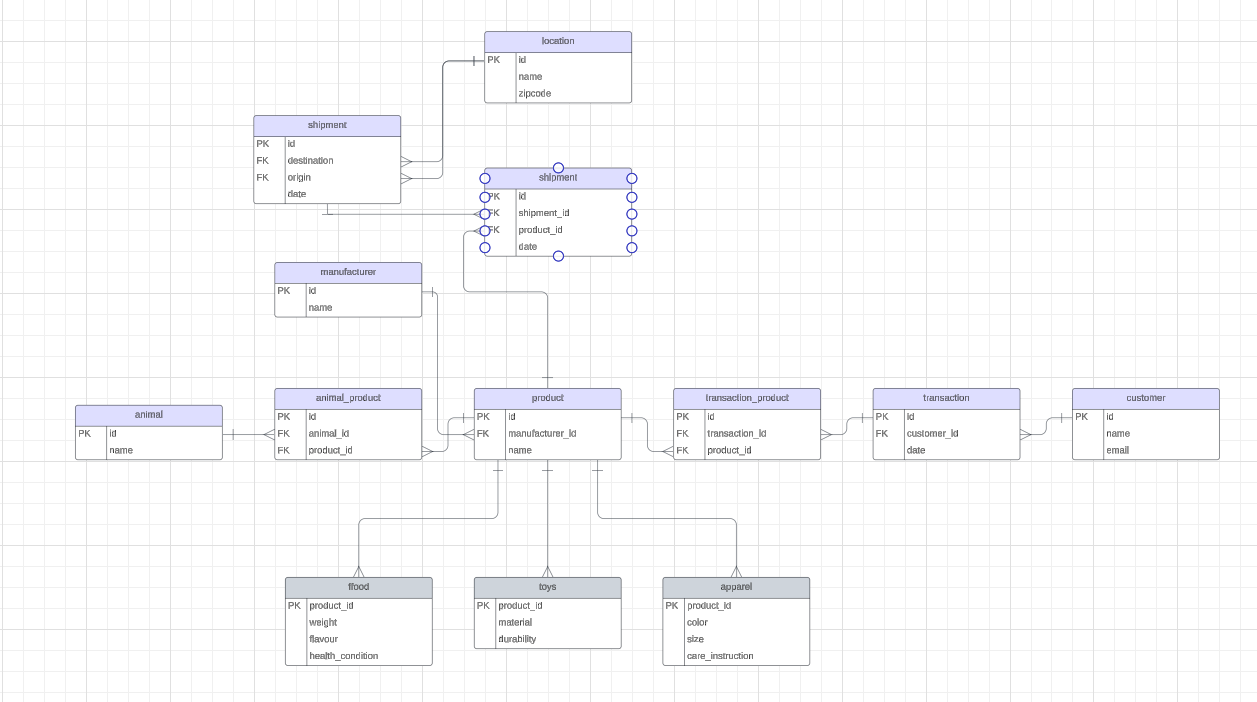 location
PK id
name
zipcode
shipment
PK id
FK destination
FK origin
date
shipment
PK id
FK shipment_id
FK product_id
date
manufacturer
PK id
name
animal
PK id
name
animal_product
PK id
FK animal_id
FK product_id
product
PK id
FK manufacturer_id
name
transaction_product
PK id
FK transaction_id
FK product_id
transaction
PK id
FK customer_id
date
customer
PK id
name
email
ffood
PK product_id
weight
flavour
health_condition
toys
PK product_id
material
durability
apparel
PK product_id
color
size
care_instruction